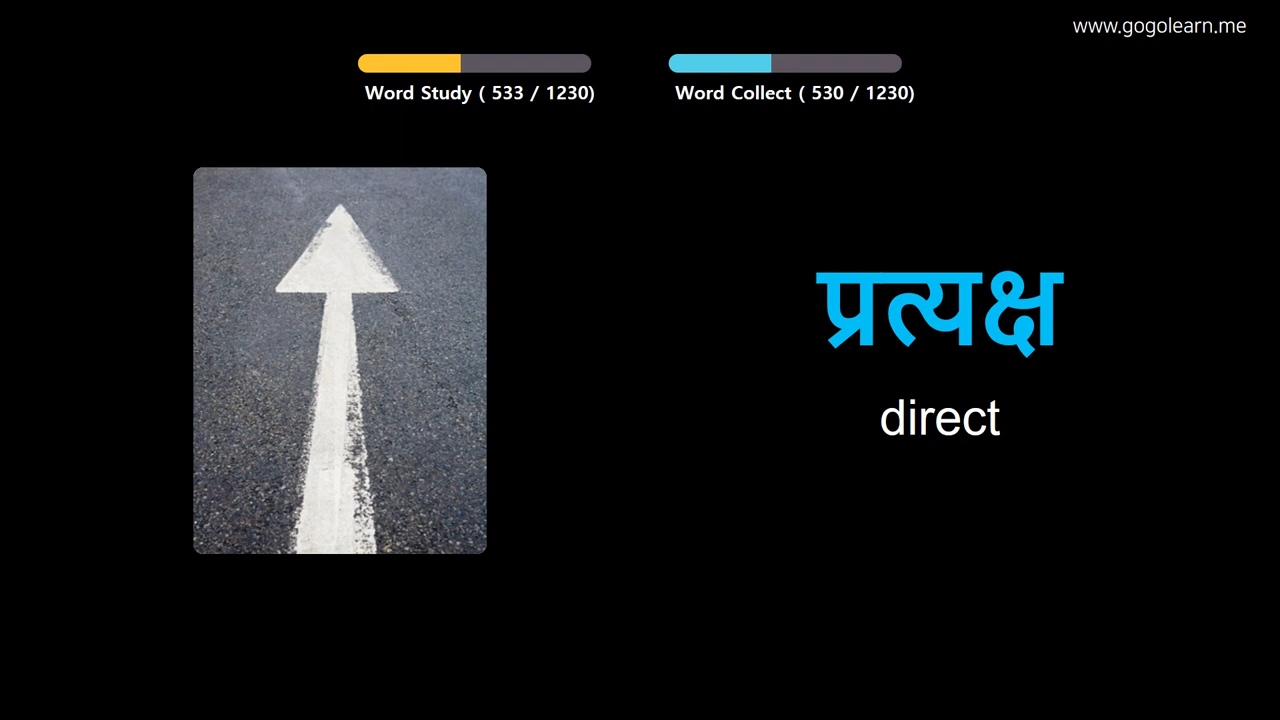 www.gogolearn.me
Word Study ( 533 / 1230)
Word Collect ( 530 / 1230)
प्रत्यक्ष
direct